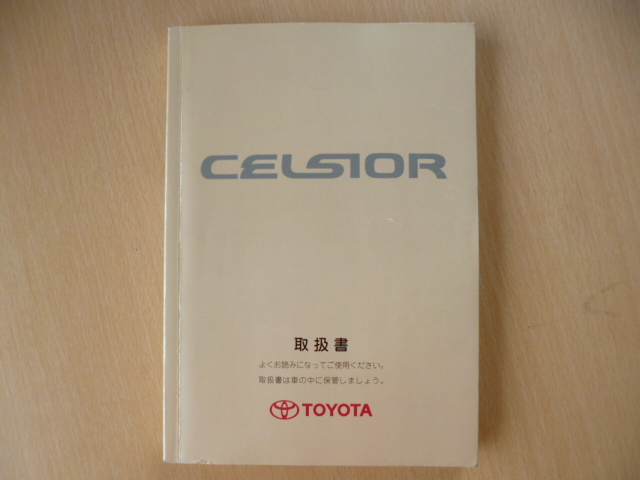 CELSIOR
取扱書
よくお読みになってご使用ください。
取扱書は車の中に保管しましょう。
TOYOTA